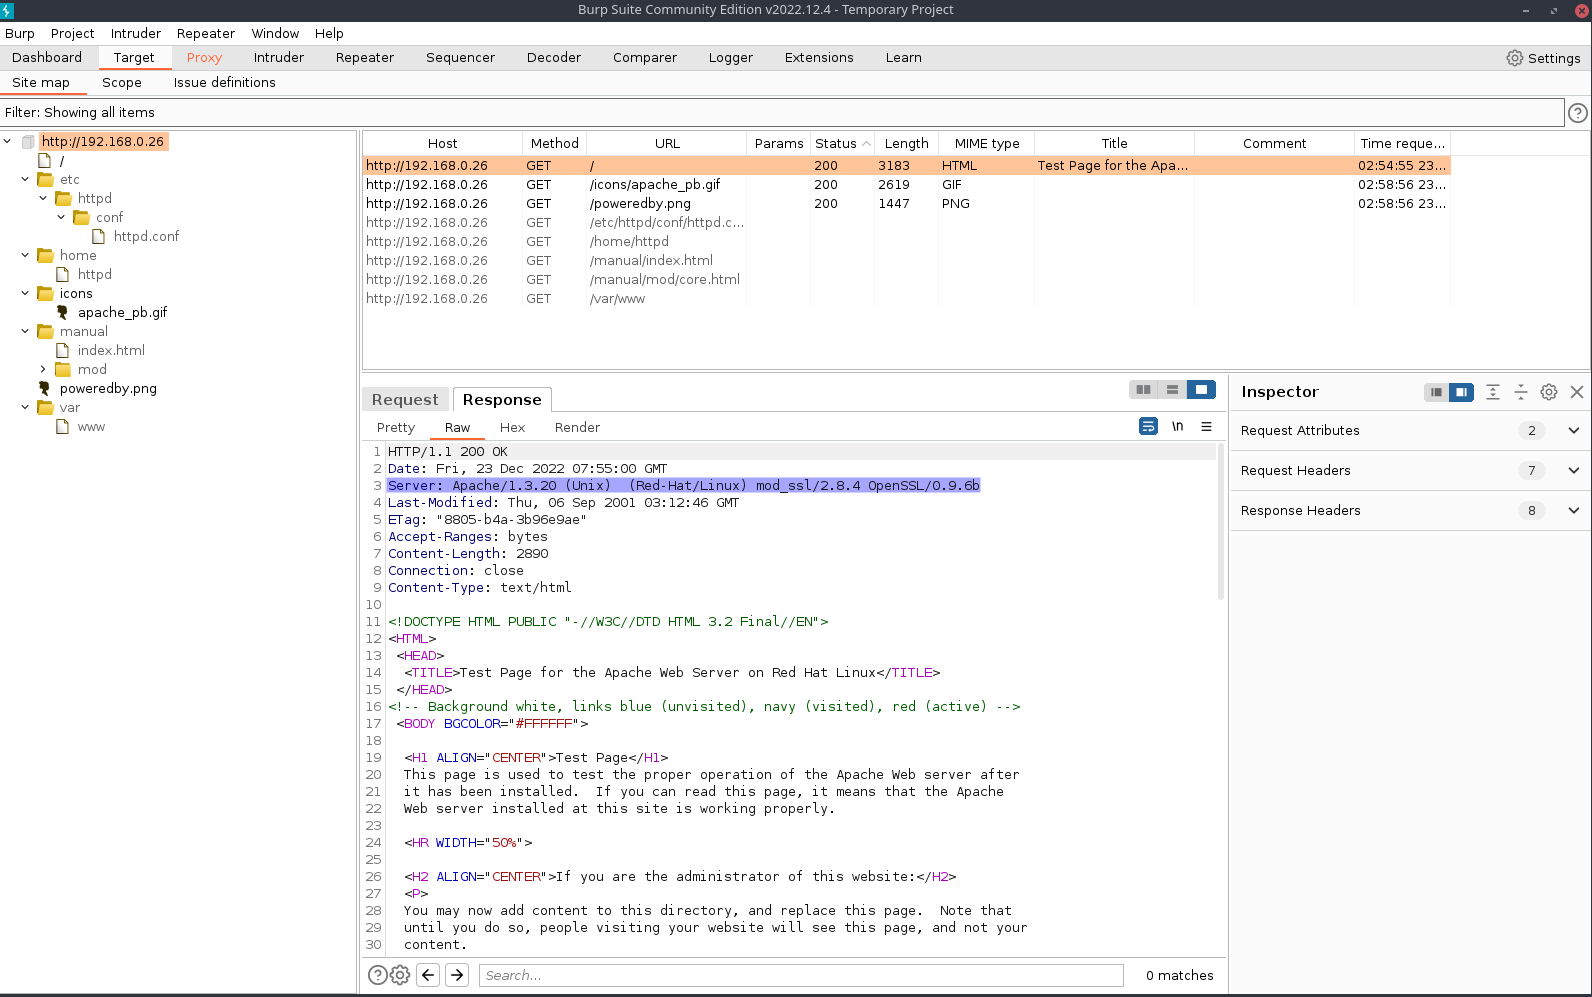 Burp Suite Community Edition v2022.12.4 - Temporary Project
Burp Project Intruder Repeater Window Help
Dashboard Target Proxy Intruder Repeater Sequencer Decoder Comparer Logger Extensions Learn Settings
Site map Scope Issue definitions
Filter: Showing all items
http://192.168.0.26
/
etc
httpd
conf
httpd.conf
home
httpd
icons
apache_pb.gif
manual
index.html
mod
poweredby.png
var
www
Host Method URL Params Status Length MIME type Title Comment Time reque...
http://192.168.0.26 GET / 200 3183 HTML Test Page for the Apa... 02:54:55 23...
http://192.168.0.26 GET /icons/apache_pb.gif 200 2619 GIF 02:58:56 23...
http://192.168.0.26 GET /poweredby.png 200 1447 PNG 02:58:56 23...
http://192.168.0.26 GET /etc/httpd/conf/httpd.c...
http://192.168.0.26 GET /home/httpd
http://192.168.0.26 GET /manual/index.html
http://192.168.0.26 GET /manual/mod/core.html
http://192.168.0.26 GET /var/www
Request Response
Pretty Raw Hex Render \n
1 HTTP/1.1 200 OK
2 Date: Fri, 23 Dec 2022 07:55:00 GMT
3 Server: Apache/1.3.20 (Unix)  (Red-Hat/Linux) mod_ssl/2.8.4 OpenSSL/0.9.6b
4 Last-Modified: Thu, 06 Sep 2001 03:12:46 GMT
5 ETag: "8805-b4a-3b96e9ae"
6 Accept-Ranges: bytes
7 Content-Length: 2890
8 Connection: close
9 Content-Type: text/html
10
11 <!DOCTYPE HTML PUBLIC "-//W3C//DTD HTML 3.2 Final//EN">
12 <HTML>
13 <HEAD>
14 <TITLE>Test Page for the Apache Web Server on Red Hat Linux</TITLE>
15 </HEAD>
16 <!-- Background white, links blue (unvisited), navy (visited), red (active) -->
17 <BODY BGCOLOR="#FFFFFF">
18
19 <H1 ALIGN="CENTER">Test Page</H1>
20 This page is used to test the proper operation of the Apache Web server after
21 it has been installed.  If you can read this page, it means that the Apache
22 Web server installed at this site is working properly.
23
24 <HR WIDTH="50%">
25
26 <H2 ALIGN="CENTER">If you are the administrator of this website:</H2>
27 <P>
28 You may now add content to this directory, and replace this page.  Note that
29 until you do so, people visiting your website will see this page, and not your
30 content.
Search... 0 matches
Inspector
Request Attributes 2
Request Headers 7
Response Headers 8